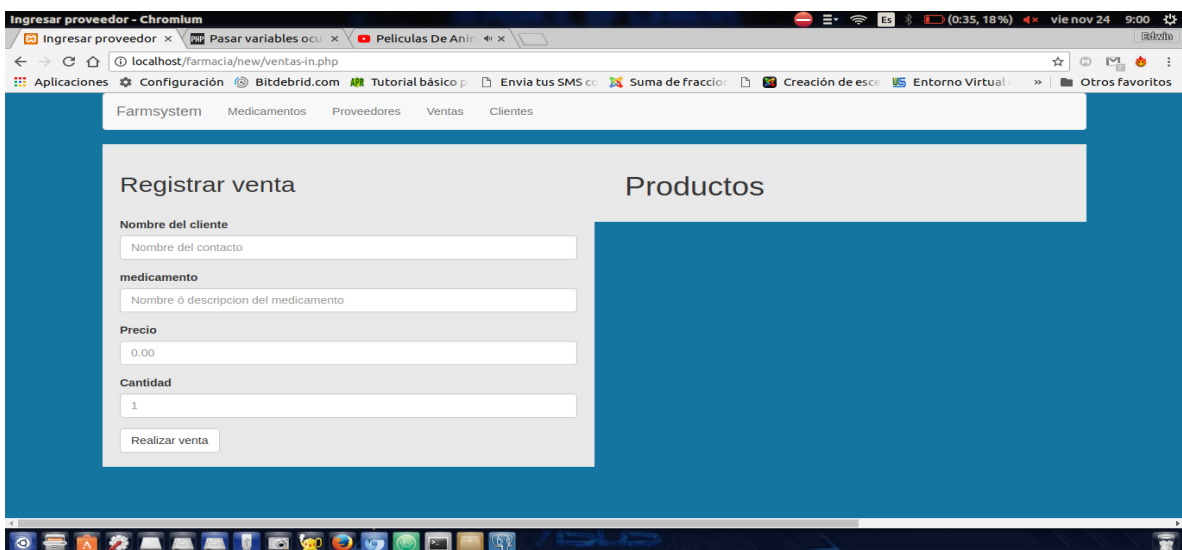 Ingresar proveedor - Chromium
Es (0:35, 18%) vie nov 24 9:00
Ingresar proveedor × Pasar variables ocu × Peliculas De Anim × Edwin
localhost/farmacia/new/ventas-in.php
Aplicaciones Configuración Bitdebrid.com Tutorial básico p Envia tus SMS co Suma de fraccion Creación de esce Entorno Virtual » Otros favoritos
Farmsystem Medicamentos Proveedores Ventas Clientes
Registrar venta
Productos
Nombre del cliente
Nombre del contacto
medicamento
Nombre ó descripcion del medicamento
Precio
0.00
Cantidad
1
Realizar venta